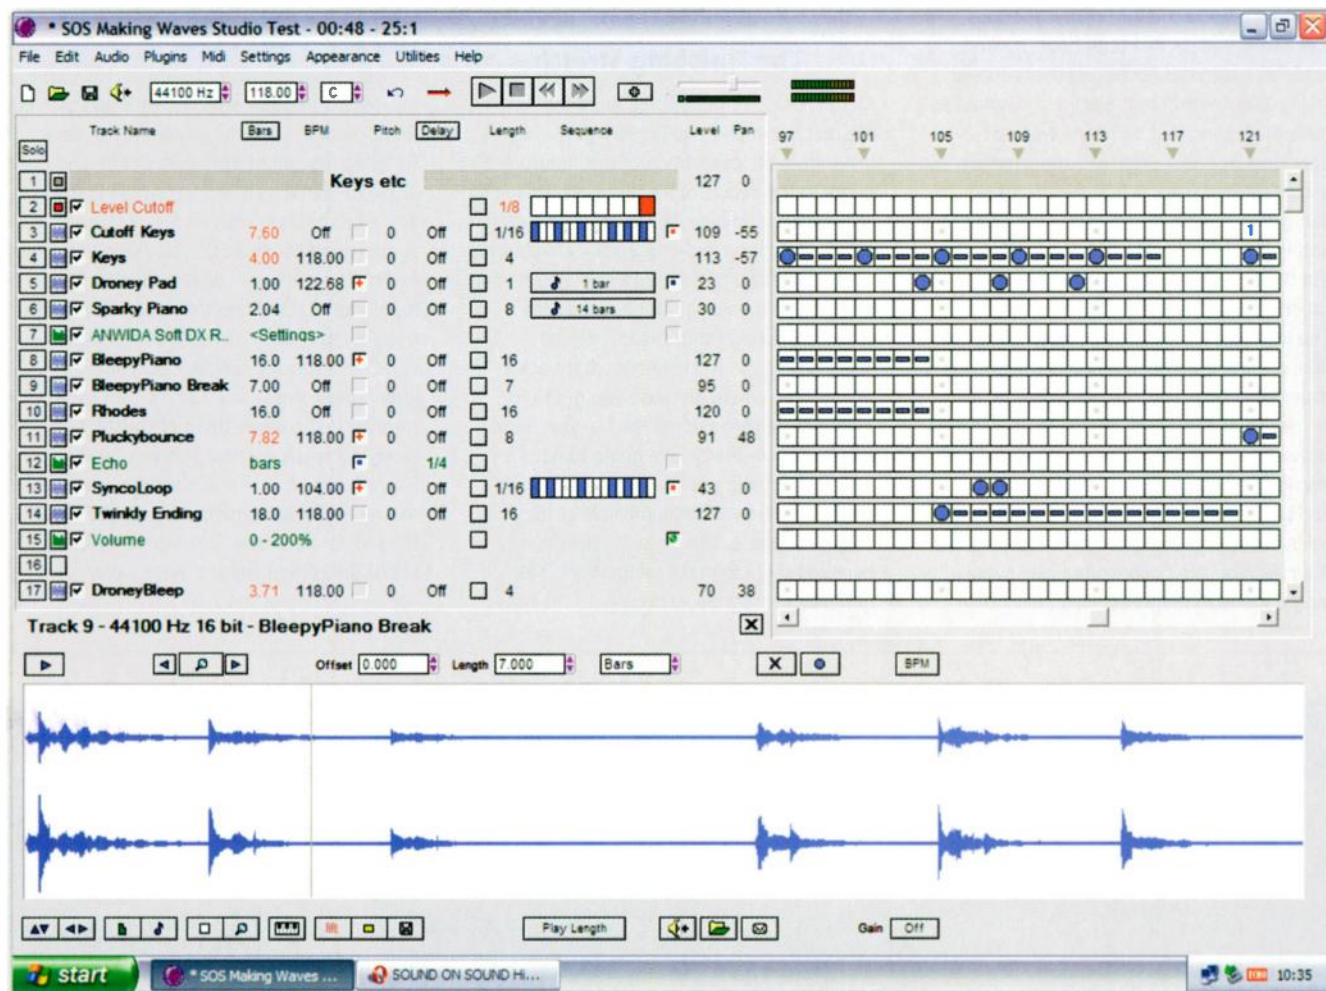 * SOS Making Waves Studio Test - 00:48 - 25:1
File Edit Audio Plugins Midi Settings Appearance Utilities Help
44100 Hz 118.00 C
Track Name Bars BPM Pitch Delay Length Sequence Level Pan 97 101 105 109 113 117 121
Solo
1 Keys etc 127 0
2 Level Cutoff 1/8
3 Cutoff Keys 7.60 Off 0 Off 1/16 109 -55 1
4 Keys 4.00 118.00 0 Off 4 113 -57
5 Droney Pad 1.00 122.68 0 Off 1 1 bar 23 0
6 Sparky Piano 2.04 Off 0 Off 8 14 bars 30 0
7 ANWIDA Soft DX R.. <Settings>
8 BleepyPiano 16.0 118.00 0 Off 16 127 0
9 BleepyPiano Break 7.00 Off 0 Off 7 95 0
10 Rhodes 16.0 Off 0 Off 16 120 0
11 Pluckybounce 7.82 118.00 0 Off 8 91 48
12 Echo bars 1/4
13 SyncoLoop 1.00 104.00 0 Off 1/16 43 0
14 Twinkly Ending 18.0 118.00 0 Off 16 127 0
15 Volume 0 - 200%
16
17 DroneyBleep 3.71 118.00 0 Off 4 70 38
Track 9 - 44100 Hz 16 bit - BleepyPiano Break
Offset 0.000 Length 7.000 Bars BPM
Play Length Gain Off
start * SOS Making Waves ... SOUND ON SOUND Hi... 10:35